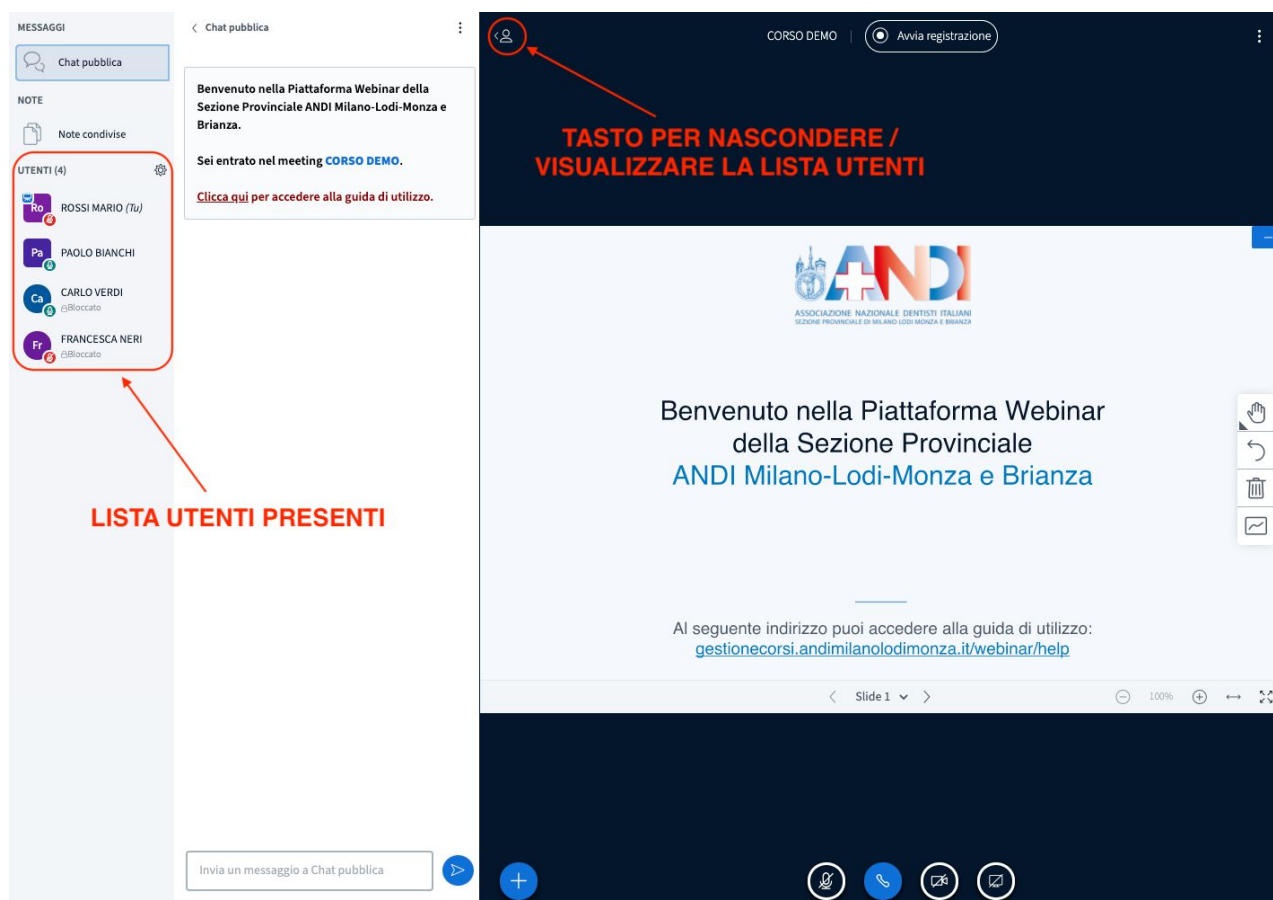 MESSAGGI
Chat pubblica
NOTE
Note condivise
UTENTI (4)
Ro
ROSSI MARIO (Tu)
Pa
PAOLO BIANCHI
Ca
CARLO VERDI
Bloccato
Fr
FRANCESCA NERI
Bloccato
LISTA UTENTI PRESENTI
Chat pubblica
Benvenuto nella Piattaforma Webinar della
Sezione Provinciale ANDI Milano-Lodi-Monza e
Brianza.
Sei entrato nel meeting CORSO DEMO.
Clicca qui per accedere alla guida di utilizzo.
Invia un messaggio a Chat pubblica
CORSO DEMO
Avvia registrazione
TASTO PER NASCONDERE /
VISUALIZZARE LA LISTA UTENTI
ANDI
ASSOCIAZIONE NAZIONALE DENTISTI ITALIANI
SEZIONE PROVINCIALE DI MILANO LODI MONZA E BRIANZA
Benvenuto nella Piattaforma Webinar
della Sezione Provinciale
ANDI Milano-Lodi-Monza e Brianza
Al seguente indirizzo puoi accedere alla guida di utilizzo:
gestionecorsi.andimilanolodimonza.it/webinar/help
Slide 1
100%